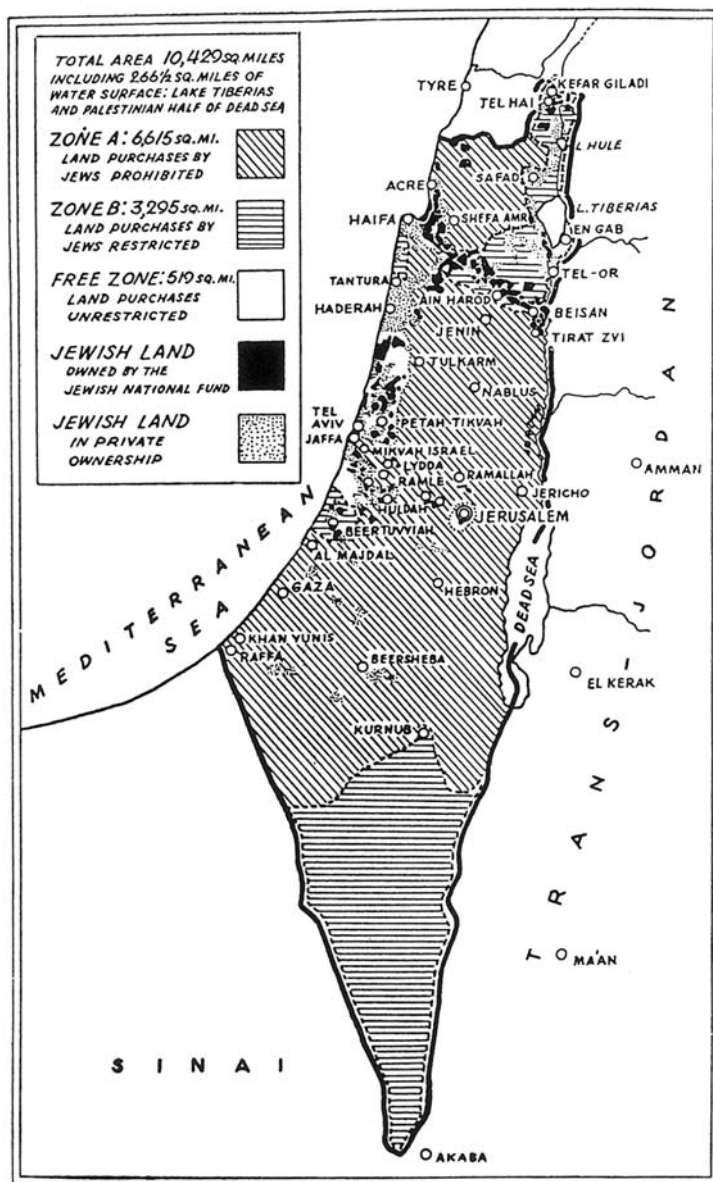 TOTAL AREA 10,429 SQ. MILES
INCLUDING 266½ SQ. MILES OF
WATER SURFACE: LAKE TIBERIAS
AND PALESTINIAN HALF OF DEAD SEA
ZONE A: 6,615 SQ. MI.
LAND PURCHASES BY
JEWS PROHIBITED
ZONE B: 3,295 SQ. MI.
LAND PURCHASES BY
JEWS RESTRICTED
FREE ZONE: 519 SQ. MI.
LAND PURCHASES
UNRESTRICTED
JEWISH LAND
OWNED BY THE
JEWISH NATIONAL FUND
JEWISH LAND
IN PRIVATE
OWNERSHIP
TYRE
KEFAR GILADI
TEL HAI
L. HULE
SAFAD
ACRE
L. TIBERIAS
HAIFA
SHEFA AMR
EN GAB
TEL-OR
TANTURA
AIN HAROD
HADERAH
BEISAN
JENIN
TIRAT ZVI
TULKARM
NABLUS
TEL
AVIV
PETAH TIKVAH
JAFFA
MIKVAH ISRAEL
LYDDA
RAMLE
RAMALLAH
AMMAN
JERICHO
HULDAH
JERUSALEM
BEERTUVYIAH
AL MAJDAL
GAZA
HEBRON
DEAD SEA
MEDITERRANEAN
SEA
KHAN YUNIS
RAFFA
BEERSHEBA
EL KERAK
KURNUB
TRANS-JORDAN
MA'AN
SINAI
AKABA